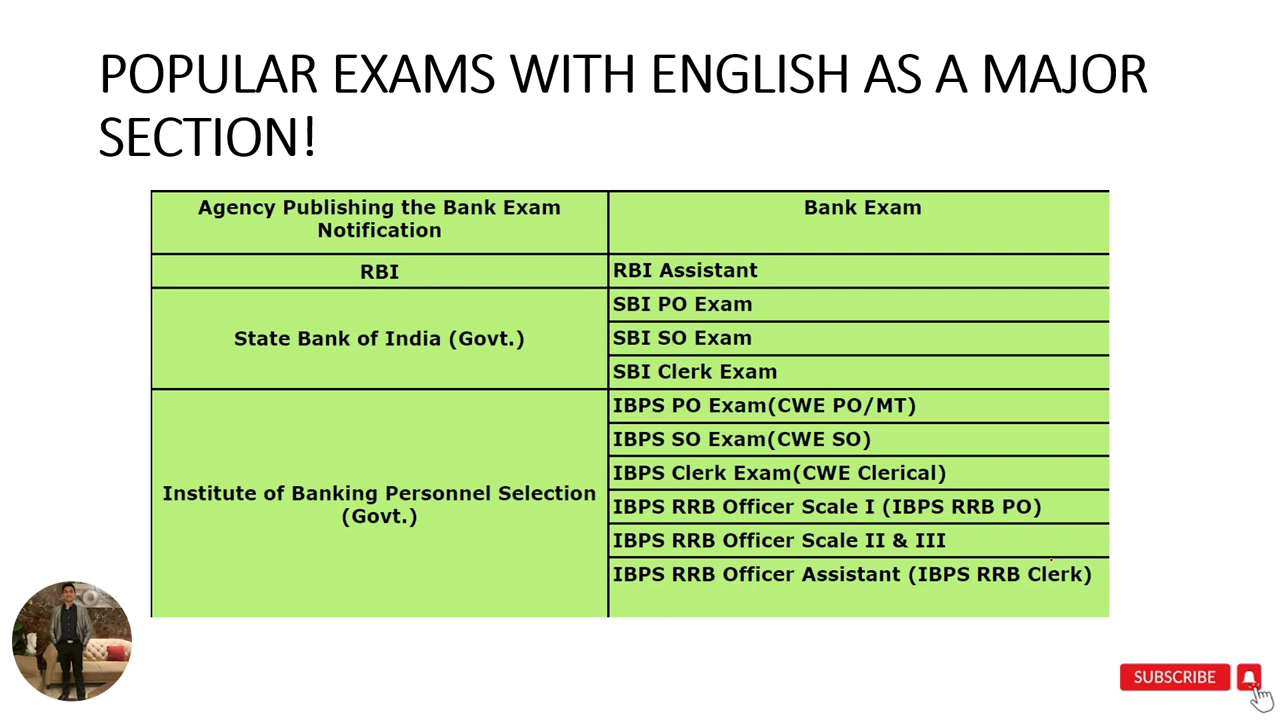 POPULAR EXAMS WITH ENGLISH AS A MAJOR
SECTION!
Agency Publishing the Bank Exam
Notification
Bank Exam
RBI
RBI Assistant
State Bank of India (Govt.)
SBI PO Exam
SBI SO Exam
SBI Clerk Exam
Institute of Banking Personnel Selection
(Govt.)
IBPS PO Exam(CWE PO/MT)
IBPS SO Exam(CWE SO)
IBPS Clerk Exam(CWE Clerical)
IBPS RRB Officer Scale I (IBPS RRB PO)
IBPS RRB Officer Scale II & III
IBPS RRB Officer Assistant (IBPS RRB Clerk)
SUBSCRIBE